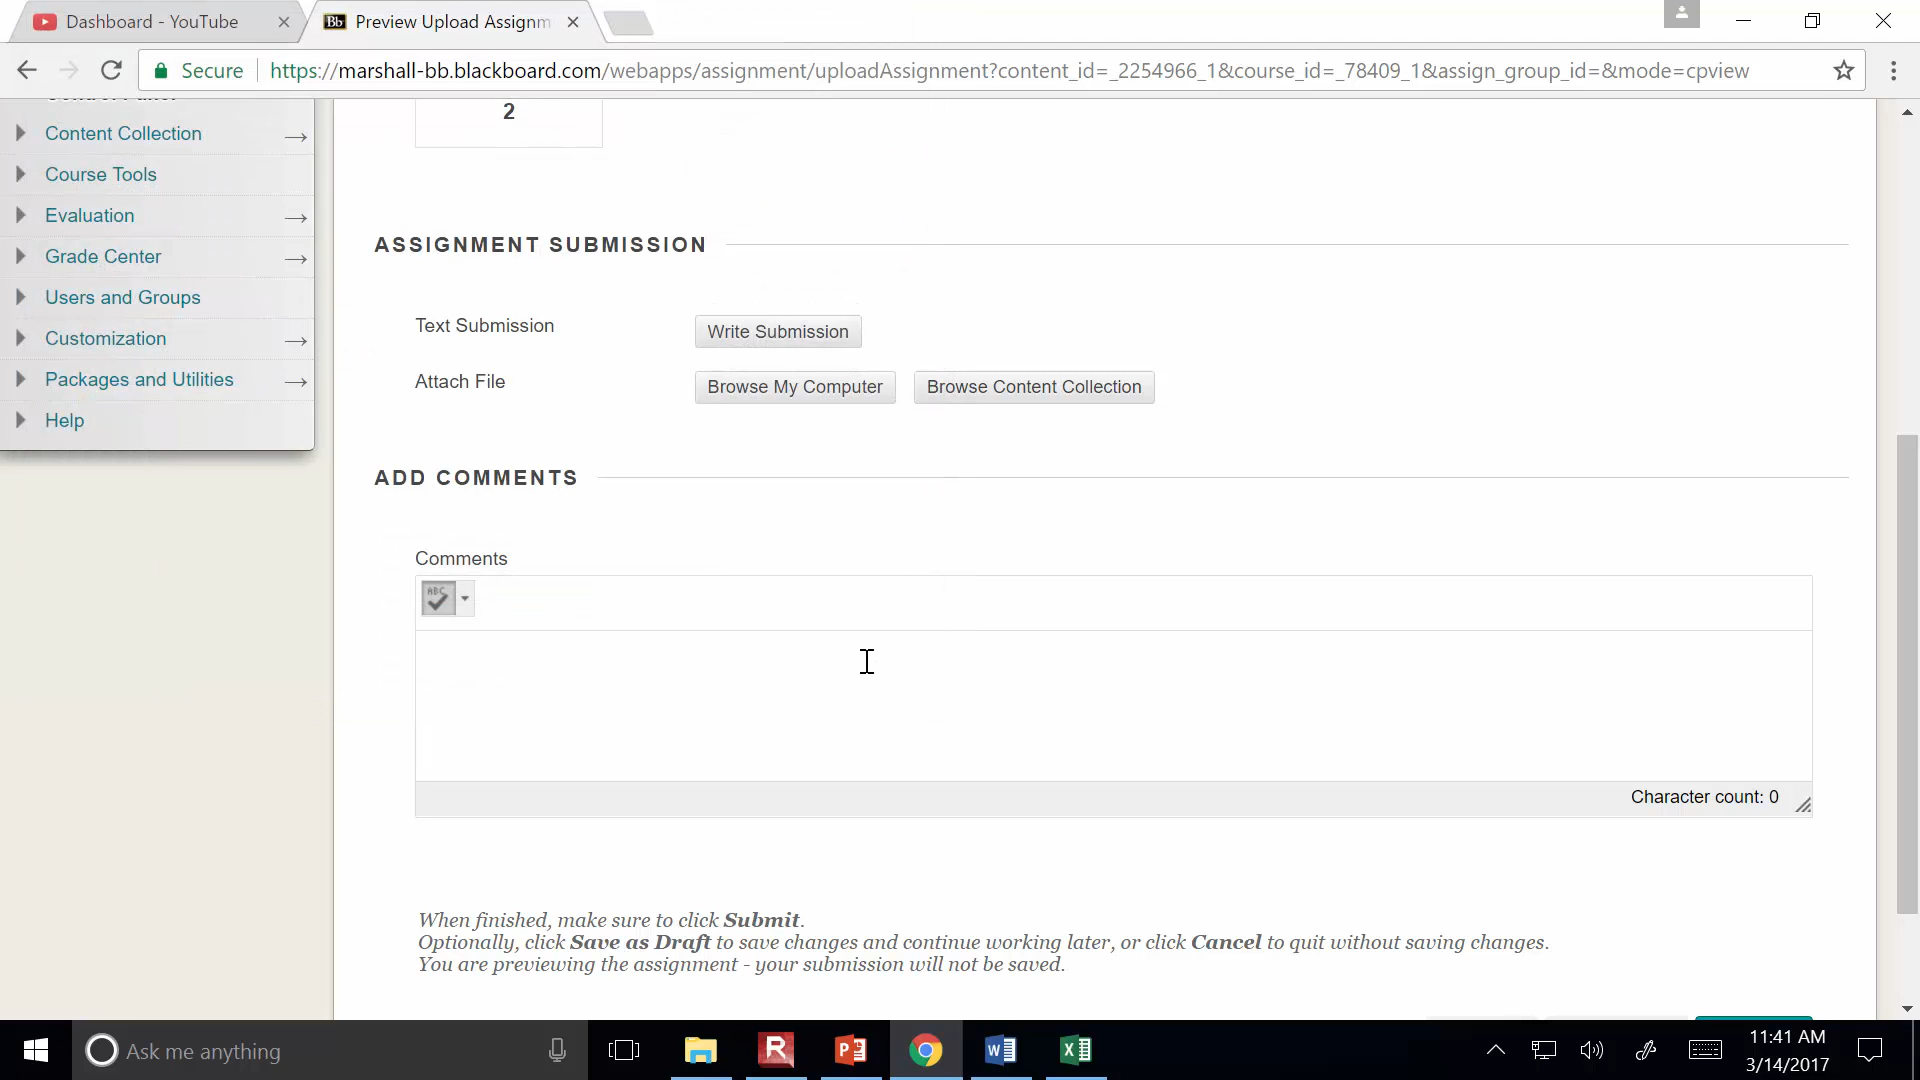 Dashboard - YouTube
Bb Preview Upload Assignm
Secure https://marshall-bb.blackboard.com/webapps/assignment/uploadAssignment?content_id=_2254966_1&course_id=_78409_1&assign_group_id=&mode=cpview
Content Collection
Course Tools
Evaluation
Grade Center
Users and Groups
Customization
Packages and Utilities
Help
2
ASSIGNMENT SUBMISSION
Text Submission Write Submission
Attach File Browse My Computer Browse Content Collection
ADD COMMENTS
Comments
ABC
Character count: 0
When finished, make sure to click Submit.
Optionally, click Save as Draft to save changes and continue working later, or click Cancel to quit without saving changes.
You are previewing the assignment - your submission will not be saved.
Ask me anything
11:41 AM
3/14/2017